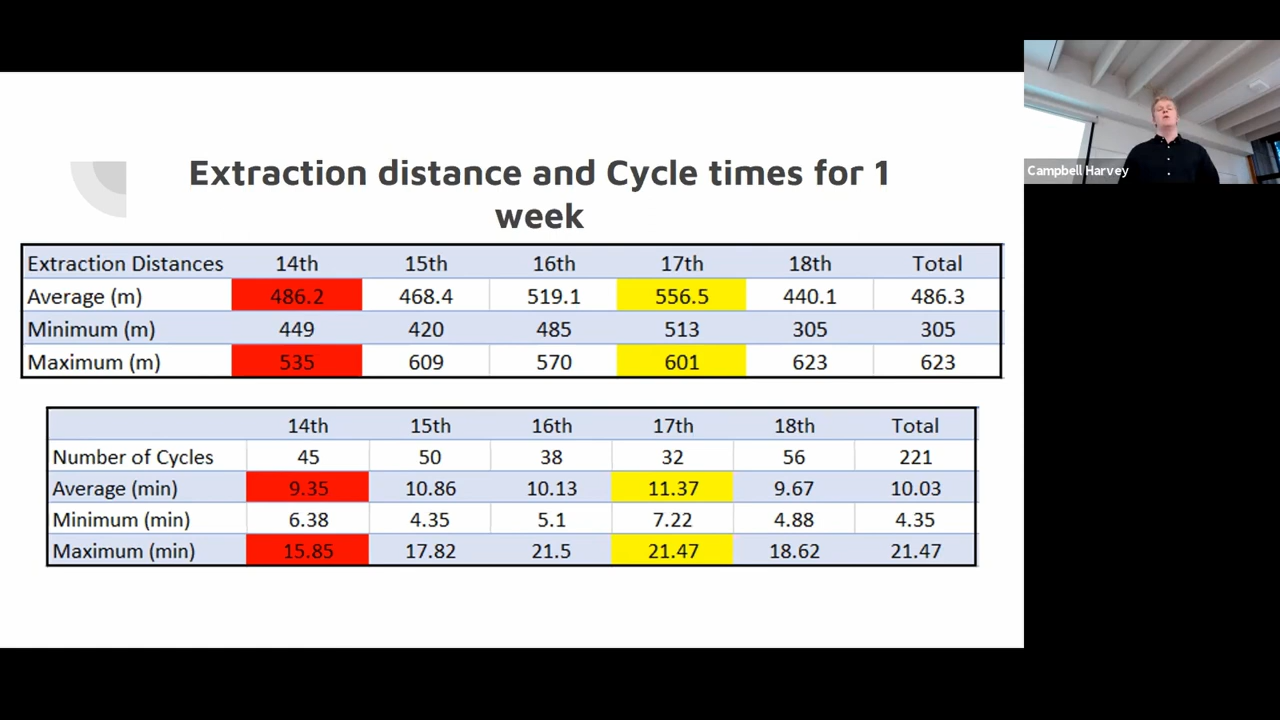 Extraction distance and Cycle times for 1
week
Extraction Distances 14th 15th 16th 17th 18th Total
Average (m) 486.2 468.4 519.1 556.5 440.1 486.3
Minimum (m) 449 420 485 513 305 305
Maximum (m) 535 609 570 601 623 623
14th 15th 16th 17th 18th Total
Number of Cycles 45 50 38 32 56 221
Average (min) 9.35 10.86 10.13 11.37 9.67 10.03
Minimum (min) 6.38 4.35 5.1 7.22 4.88 4.35
Maximum (min) 15.85 17.82 21.5 21.47 18.62 21.47
Campbell Harvey